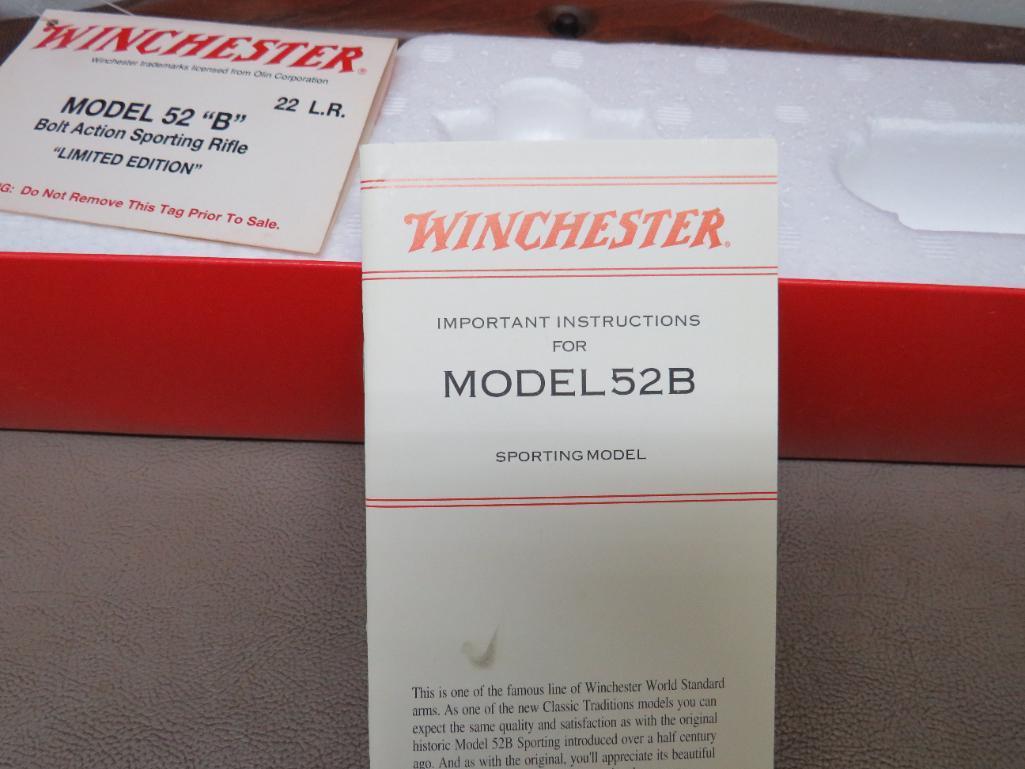 WINCHESTER®
Winchester trademarks licensed from Olin Corporation
22 L.R.
MODEL 52 "B"
Bolt Action Sporting Rifle
"LIMITED EDITION"
G: Do Not Remove This Tag Prior To Sale.
WINCHESTER®
IMPORTANT INSTRUCTIONS
FOR
MODEL 52B
SPORTING MODEL
This is one of the famous line of Winchester World Standard
arms. As one of the new Classic Traditions models you can
expect the same quality and satisfaction as with the original
historic Model 52B Sporting introduced over a half century
ago. And as with the original, you'll appreciate its beautiful